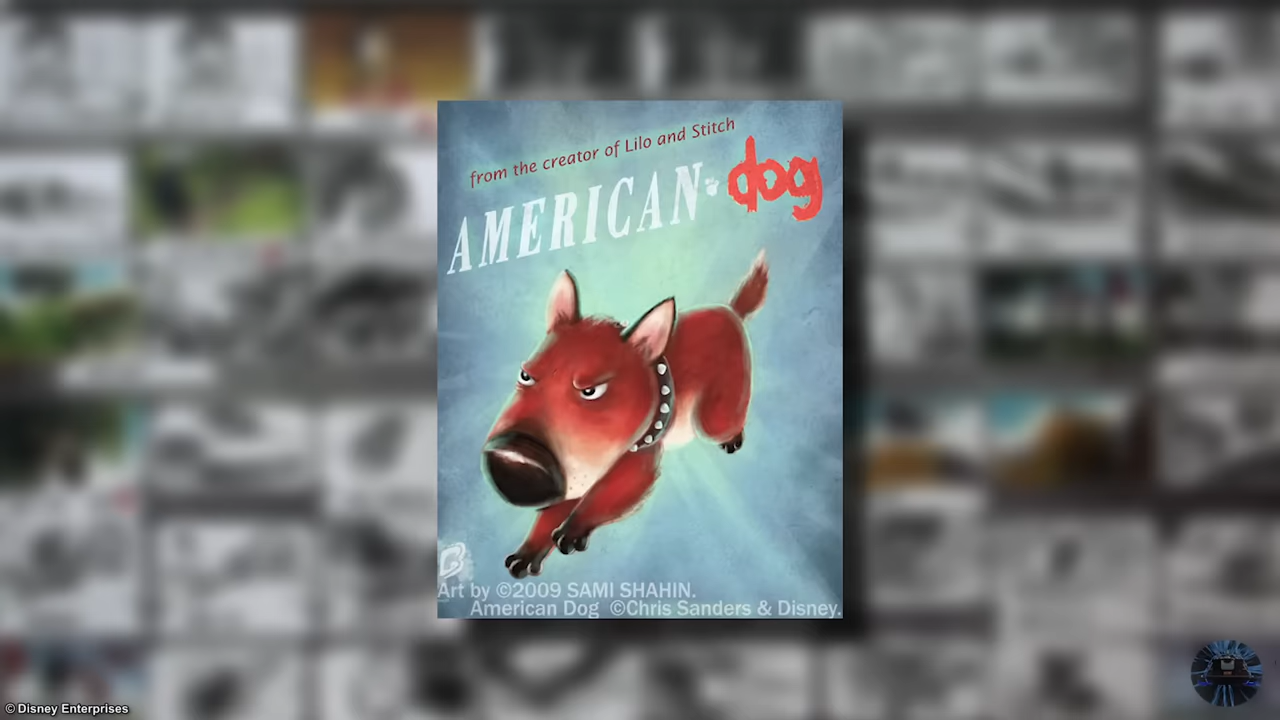 from the creator of Lilo and Stitch
AMERICAN dog
Art by ©2009 SAMI SHAHIN.
American Dog ©Chris Sanders & Disney.
© Disney Enterprises